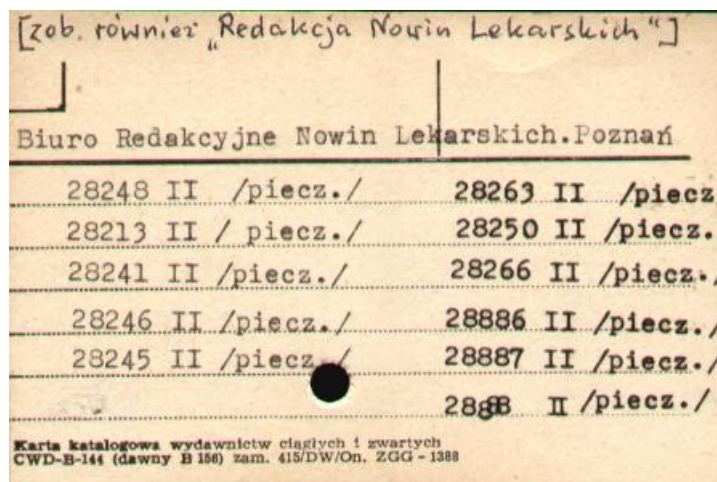 [zob. również „Redakcja Nowin Lekarskich"]
Biuro Redakcyjne Nowin Lekarskich.Poznań
28248 II /piecz./ 28263 II /piecz
28213 II / piecz./ 28250 II /piecz.
28241 II /piecz./ 28266 II /piecz./
28246 II /piecz./ 28886 II /piecz./
28245 II /piecz./ 28887 II /piecz./
28888 II /piecz./
Karta katalogowa wydawnictw ciągłych i zwartych
CWD-B-144 (dawny B 156) zam. 415/DW/On. ZGG - 1388